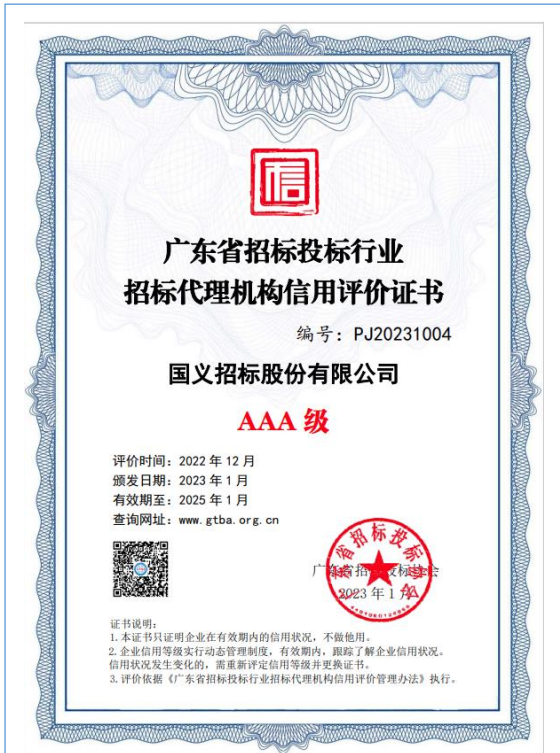 信
广东省招标投标行业
招标代理机构信用评价证书
编号：PJ20231004
国义招标股份有限公司
AAA 级
评价时间：2022 年 12 月
颁发日期：2023 年 1 月
有效期至：2025 年 1 月
查询网址：www.gtba.org.cn
广东省招标投标协会
2023 年 1 月
证书说明：
1. 本证书只证明企业在有效期内的信用状况，不做他用。
2. 企业信用等级实行动态管理制度，有效期内，跟踪了解企业信用状况。
信用状况发生变化的，需重新评定信用等级并更换证书。
3. 评价依据《广东省招标投标行业招标代理机构信用评价管理办法》执行。